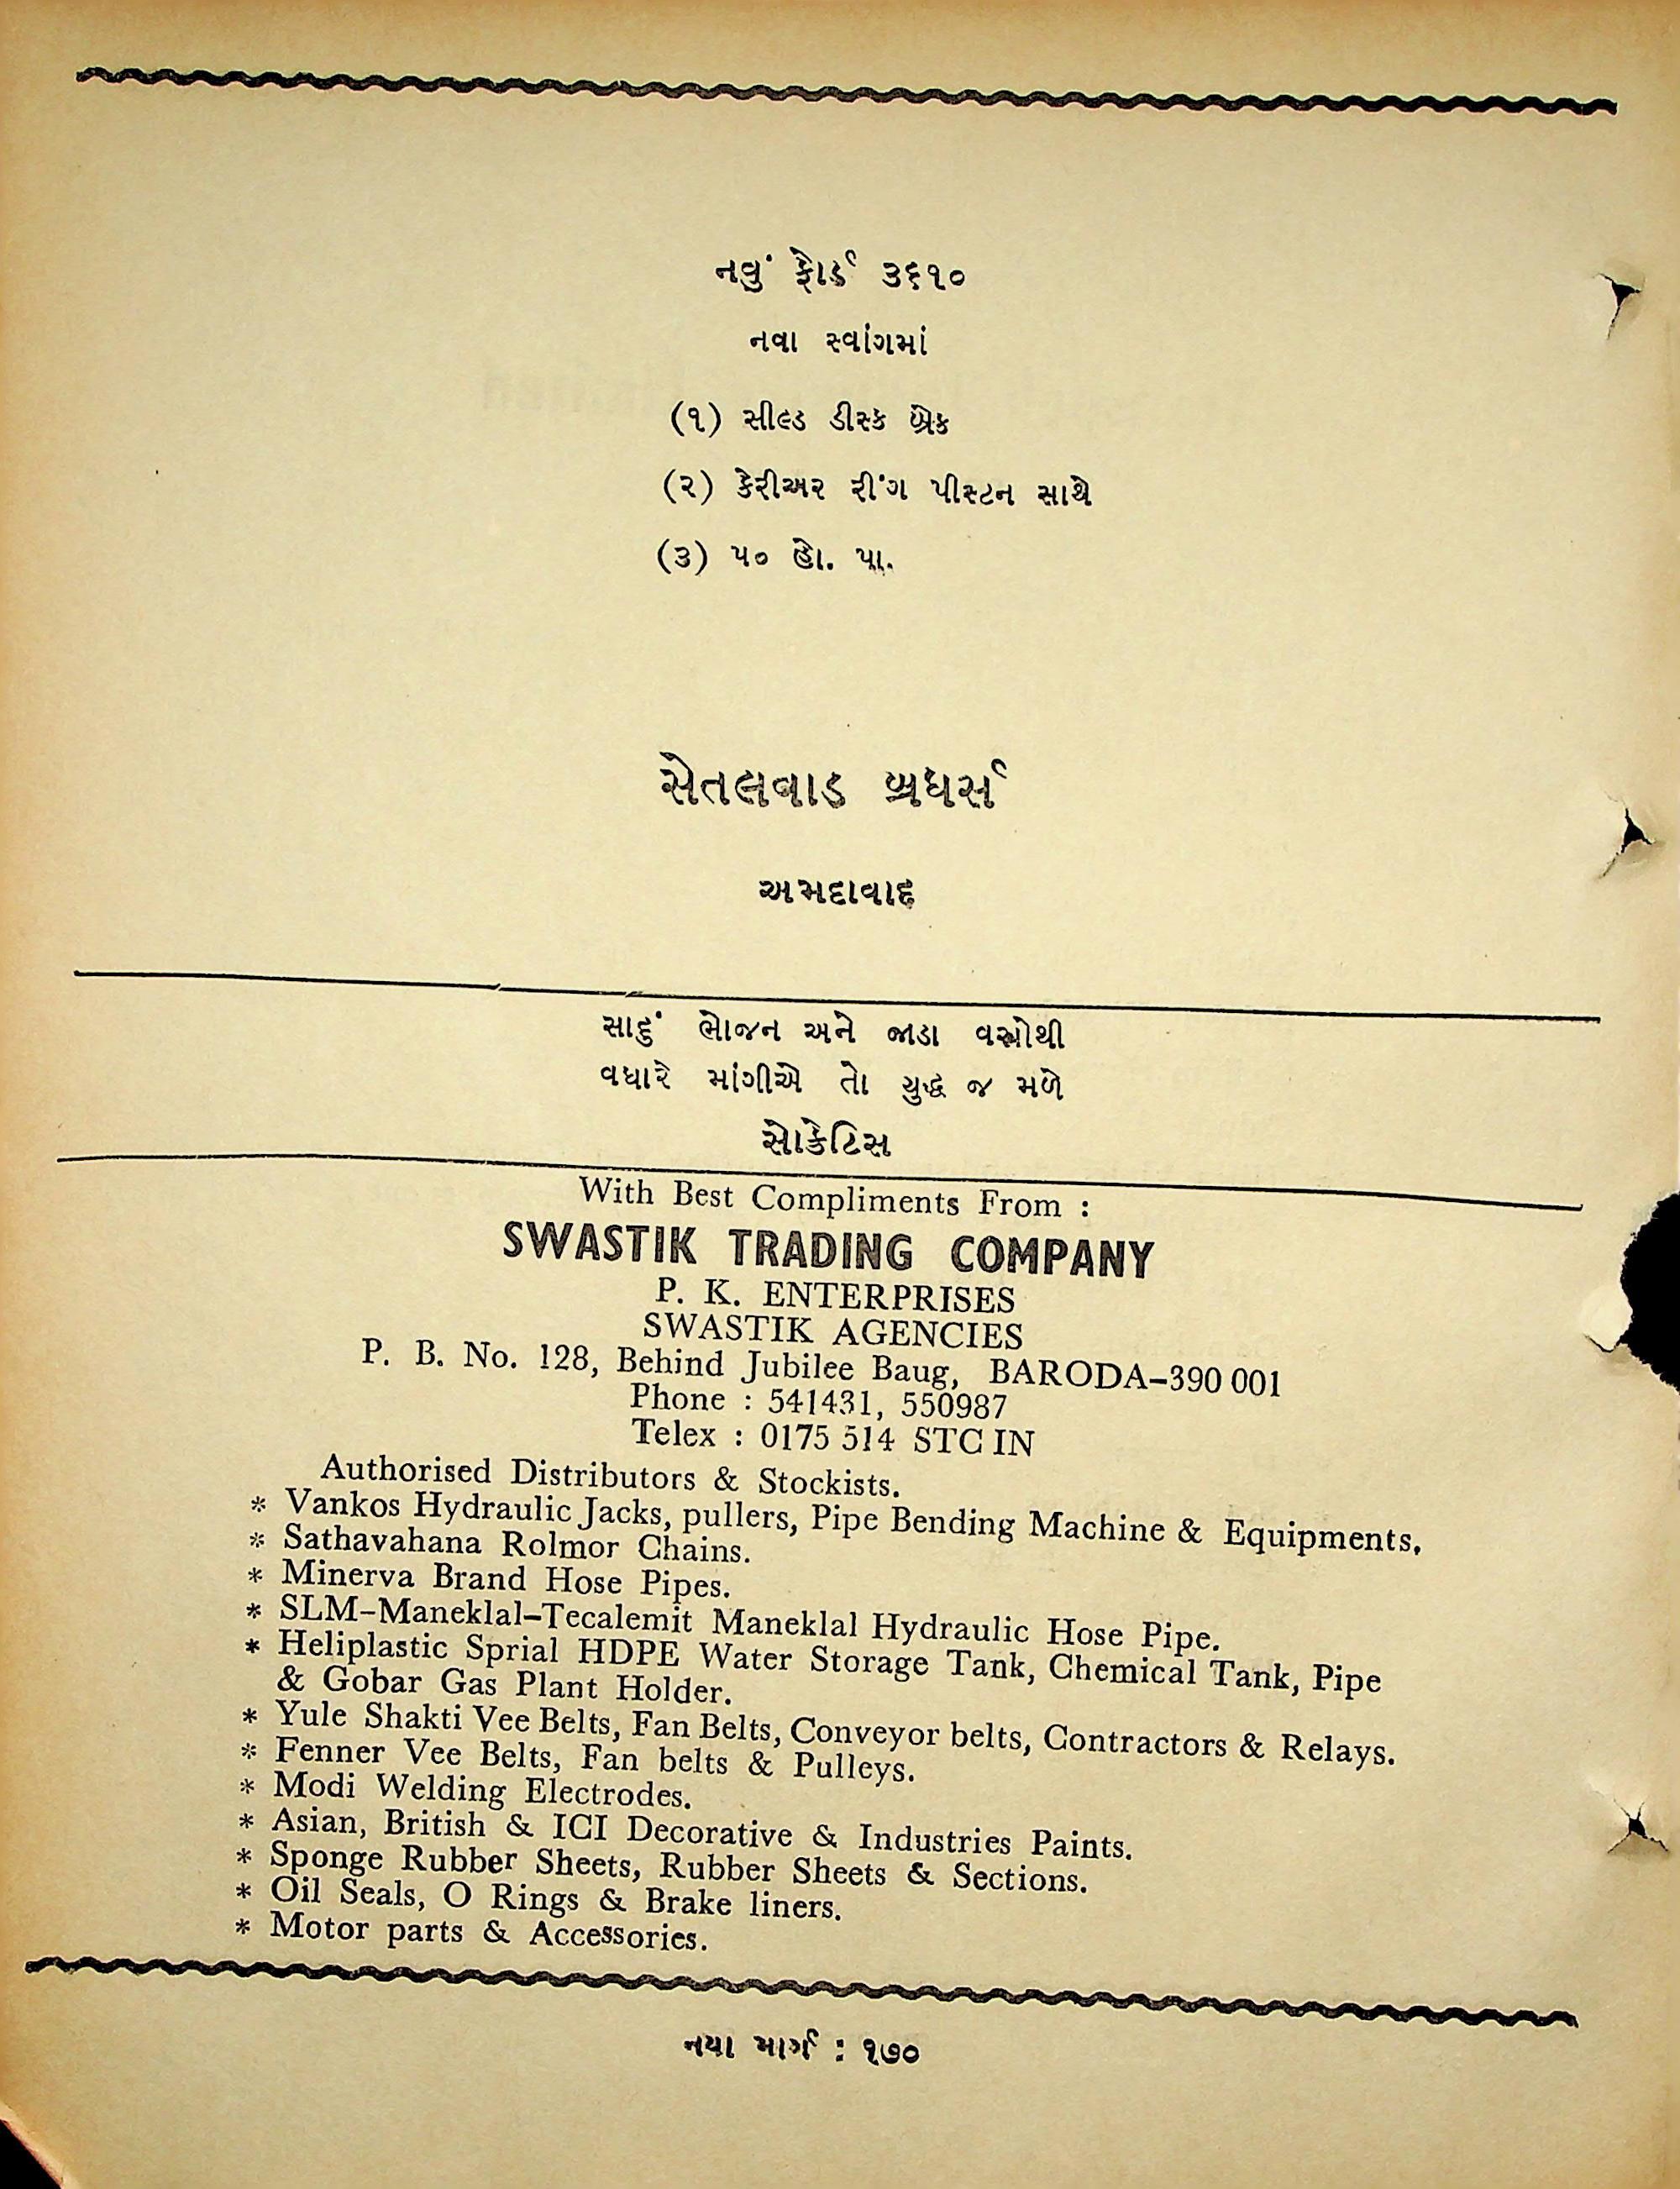 નવું ફોર્ડ ૩૬૧૦
નવા સ્વાંગમાં
(૧) સીલ્ડ ડીસ્ક બ્રેક
(૨) કેરીઅર રીંગ પીસ્ટન સાથે
(૩) ૫૦ હો. પા.
સેતલવાડ બ્રધર્સ
અમદાવાદ
સાદું ભોજન અને જાડા વસ્ત્રોથી
વધારે માંગીએ તો યુદ્ધ જ મળે
સોક્રેટિસ
With Best Compliments From :
SWASTIK TRADING COMPANY
P. K. ENTERPRISES
SWASTIK AGENCIES
P. B. No. 128, Behind Jubilee Baug, BARODA–390 001
Phone : 541431, 550987
Telex : 0175 514 STC IN
Authorised Distributors & Stockists.
* Vankos Hydraulic Jacks, pullers, Pipe Bending Machine & Equipments.
* Sathavahana Rolmor Chains.
* Minerva Brand Hose Pipes.
* SLM–Maneklal–Tecalemit Maneklal Hydraulic Hose Pipe.
* Heliplastic Sprial HDPE Water Storage Tank, Chemical Tank, Pipe
& Gobar Gas Plant Holder.
* Yule Shakti Vee Belts, Fan Belts, Conveyor belts, Contractors & Relays.
* Fenner Vee Belts, Fan belts & Pulleys.
* Modi Welding Electrodes.
* Asian, British & ICI Decorative & Industries Paints.
* Sponge Rubber Sheets, Rubber Sheets & Sections.
* Oil Seals, O Rings & Brake liners.
* Motor parts & Accessories.
નયા માર્ગ : ૧૭૦